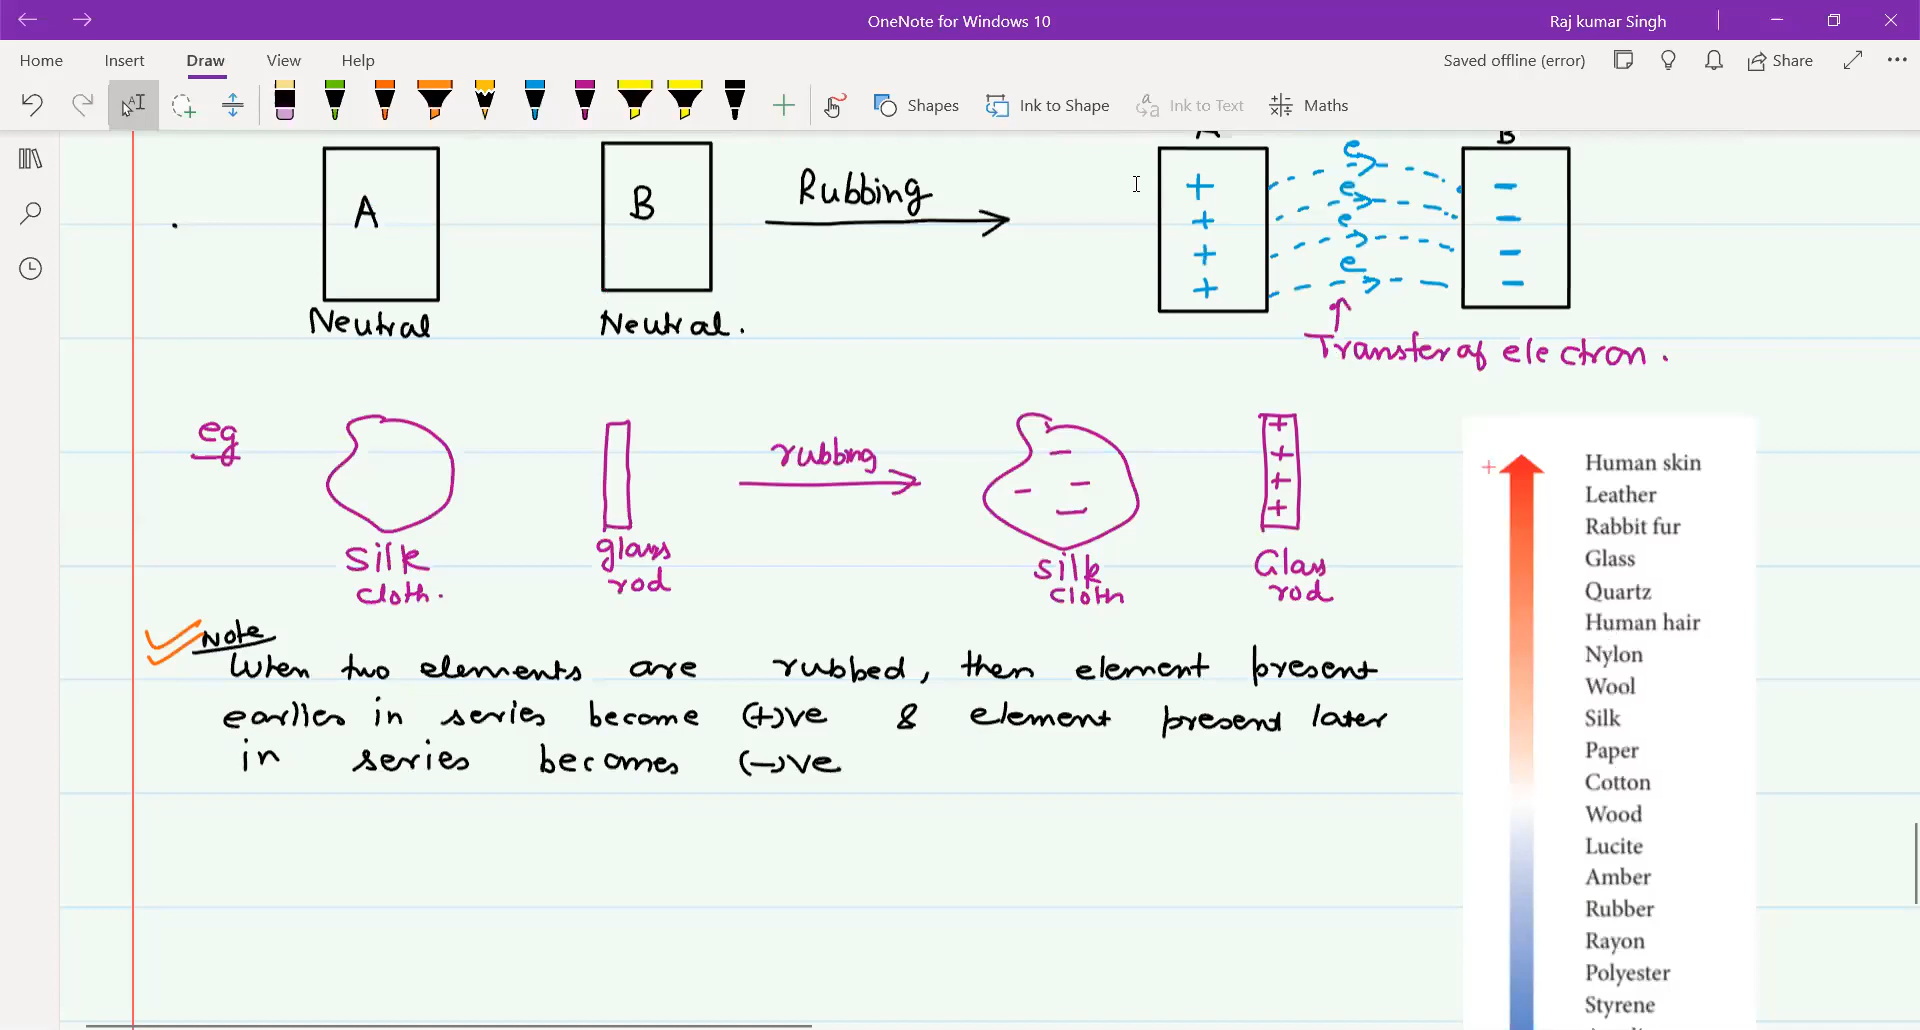 OneNote for Windows 10
Raj kumar Singh
Home Insert Draw View Help
Saved offline (error)
Share
Shapes
Ink to Shape
Ink to Text
Maths
A
B
Rubbing
A
B
+ e -
+ e -
+ e -
+ e -
Neutral
Neutral.
Transfer of electron.
eg
rubbing
Silk
cloth.
glass
rod
silk
cloth
Glass
rod
Note
When two elements are rubbed, then element present
earlier in series become (+)ve & element present later
in series becomes (-)ve
+
Human skin
Leather
Rabbit fur
Glass
Quartz
Human hair
Nylon
Wool
Silk
Paper
Cotton
Wood
Lucite
Amber
Rubber
Rayon
Polyester
Styrene